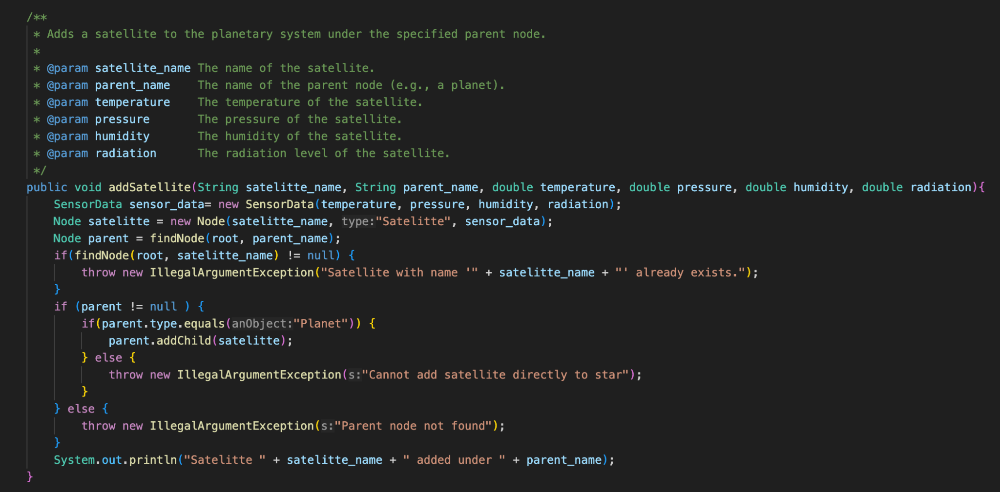 /**
 * Adds a satellite to the planetary system under the specified parent node.
 *
 * @param satellite_name The name of the satellite.
 * @param parent_name    The name of the parent node (e.g., a planet).
 * @param temperature    The temperature of the satellite.
 * @param pressure       The pressure of the satellite.
 * @param humidity       The humidity of the satellite.
 * @param radiation      The radiation level of the satellite.
 */
public void addSatellite(String satelitte_name, String parent_name, double temperature, double pressure, double humidity, double radiation){
    SensorData sensor_data= new SensorData(temperature, pressure, humidity, radiation);
    Node satelitte = new Node(satelitte_name, type:"Satelitte", sensor_data);
    Node parent = findNode(root, parent_name);
    if(findNode(root, satelitte_name) != null) {
        throw new IllegalArgumentException("Satellite with name '" + satelitte_name + "' already exists.");
    }
    if (parent != null ) {
        if(parent.type.equals(anObject:"Planet")) {
            parent.addChild(satelitte);
        } else {
            throw new IllegalArgumentException(s:"Cannot add satellite directly to star");
        }
    } else {
        throw new IllegalArgumentException(s:"Parent node not found");
    }
    System.out.println("Satelitte " + satelitte_name + " added under " + parent_name);
}